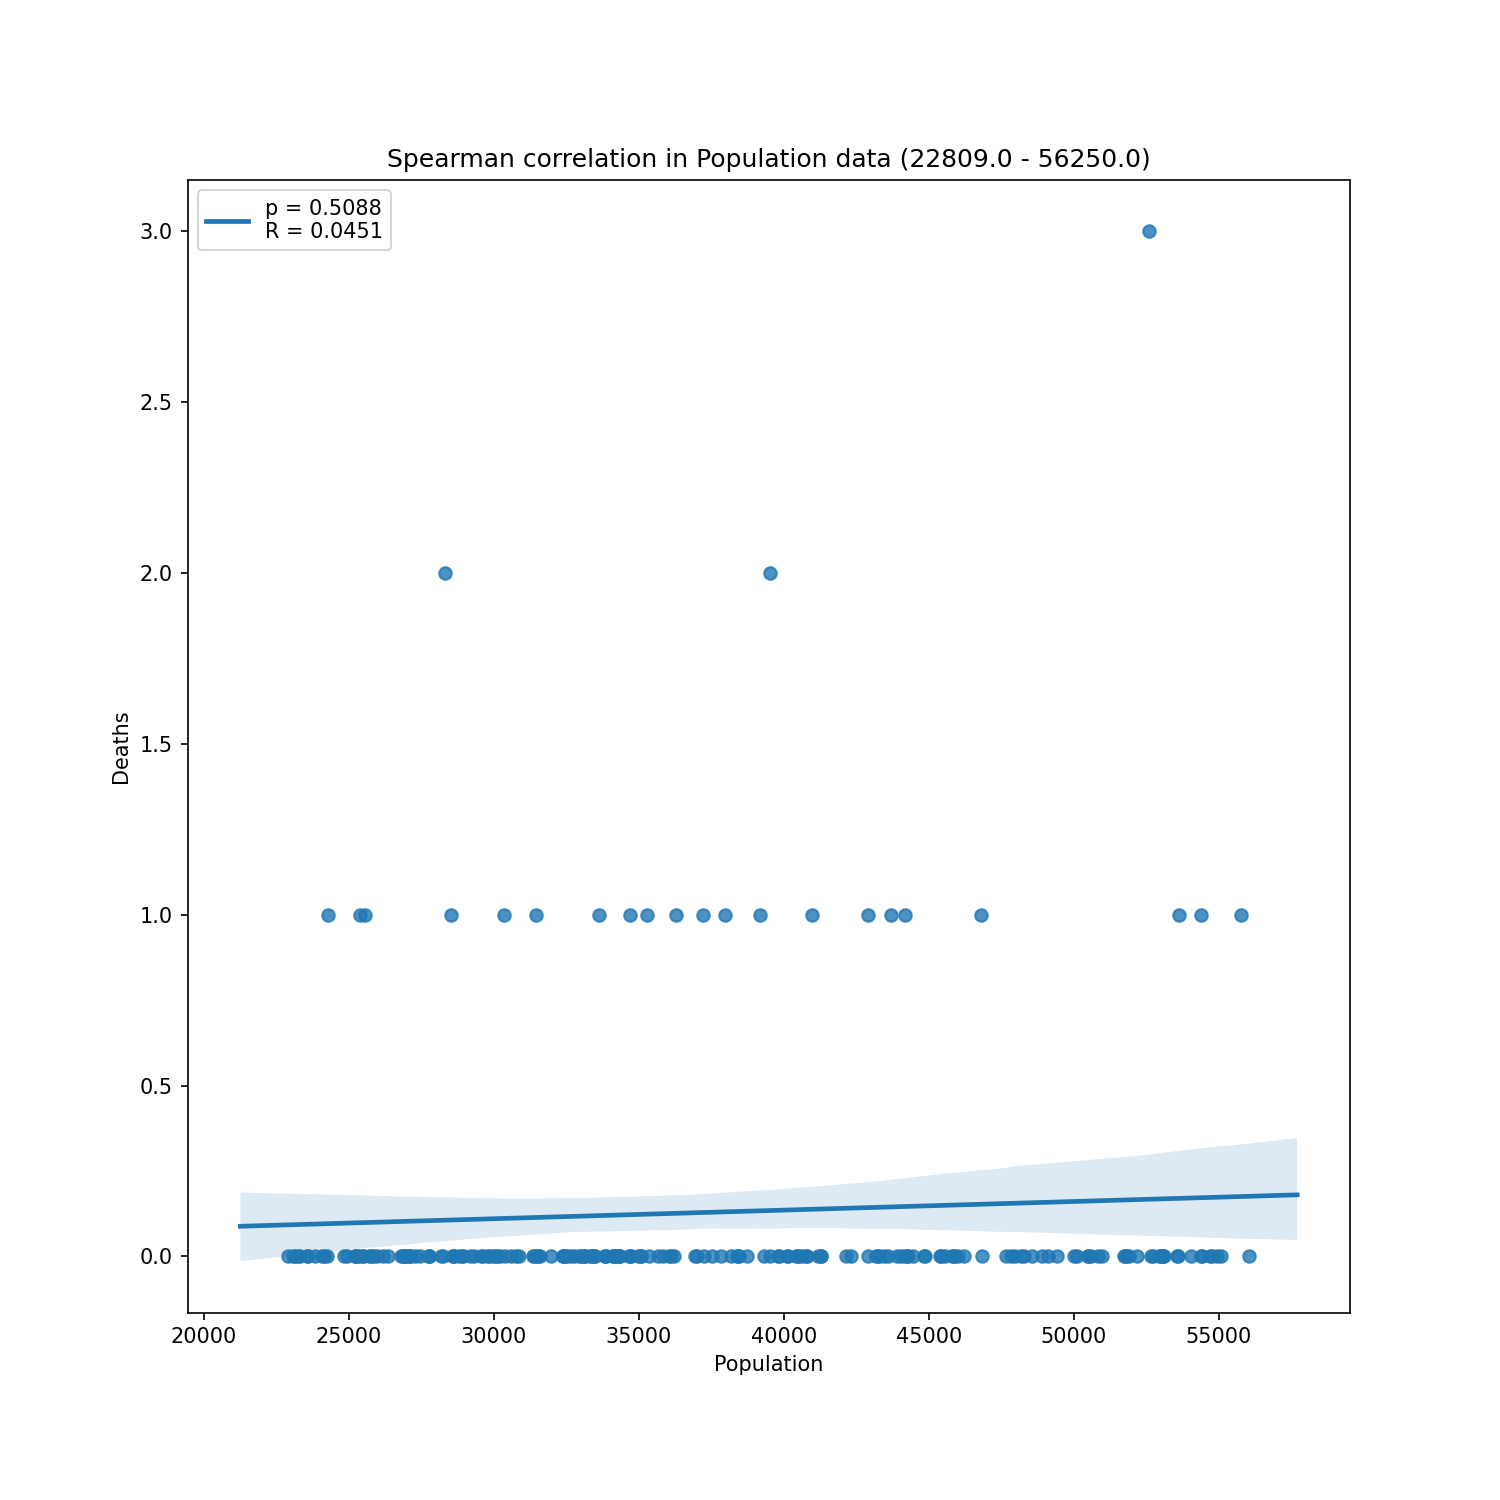 Spearman correlation in Population data (22809.0 - 56250.0)
p = 0.5088
R = 0.0451
3.0
2.5
2.0
1.5
1.0
0.5
0.0
Deaths
20000 25000 30000 35000 40000 45000 50000 55000
Population